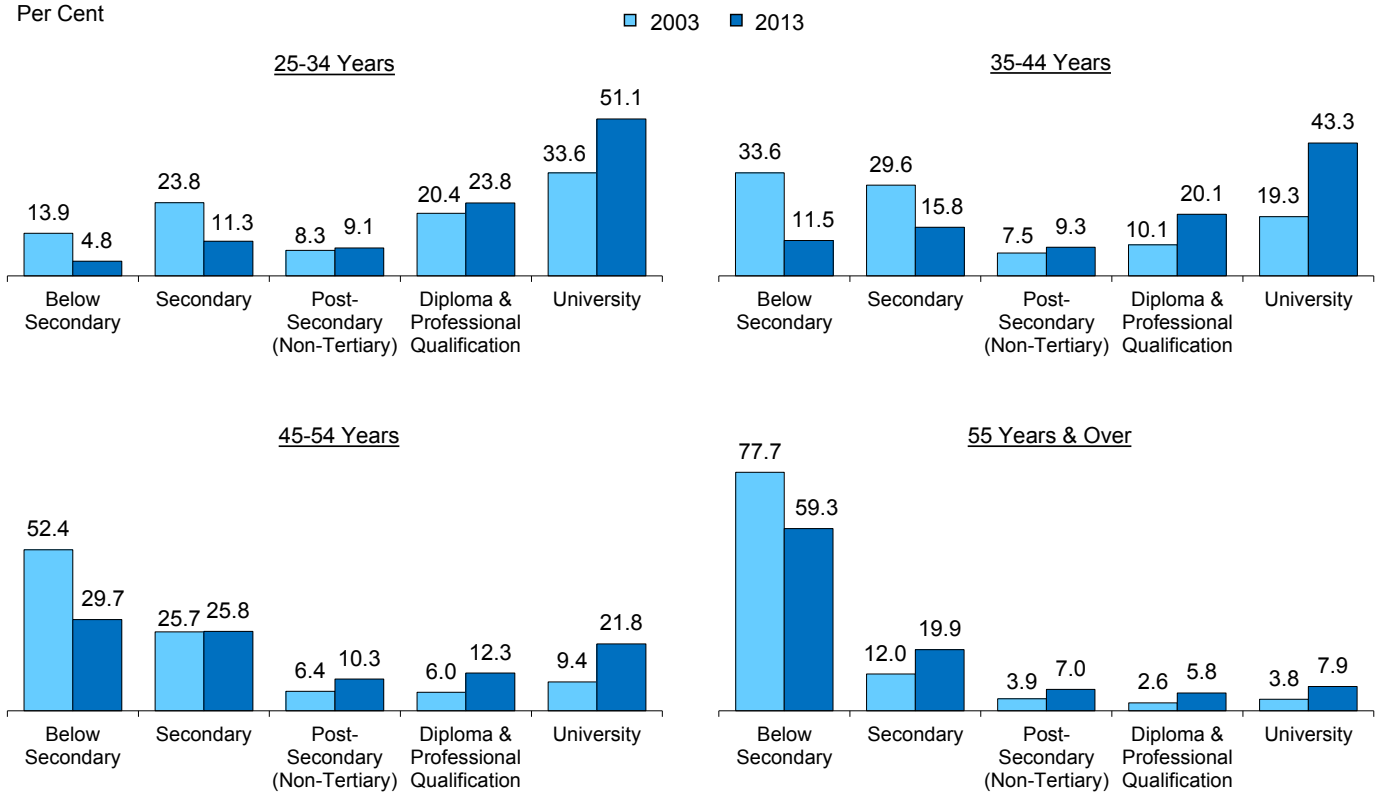 Per Cent
2003 2013
25-34 Years
13.9 4.8 23.8 11.3 8.3 9.1 20.4 23.8 33.6 51.1
Below Secondary Post- Diploma & University
Secondary Secondary Professional
(Non-Tertiary) Qualification
35-44 Years
33.6 11.5 29.6 15.8 7.5 9.3 10.1 20.1 19.3 43.3
Below Secondary Post- Diploma & University
Secondary Secondary Professional
(Non-Tertiary) Qualification
45-54 Years
52.4 29.7 25.7 25.8 6.4 10.3 6.0 12.3 9.4 21.8
Below Secondary Post- Diploma & University
Secondary Secondary Professional
(Non-Tertiary) Qualification
55 Years & Over
77.7 59.3 12.0 19.9 3.9 7.0 2.6 5.8 3.8 7.9
Below Secondary Post- Diploma & University
Secondary Secondary Professional
(Non-Tertiary) Qualification